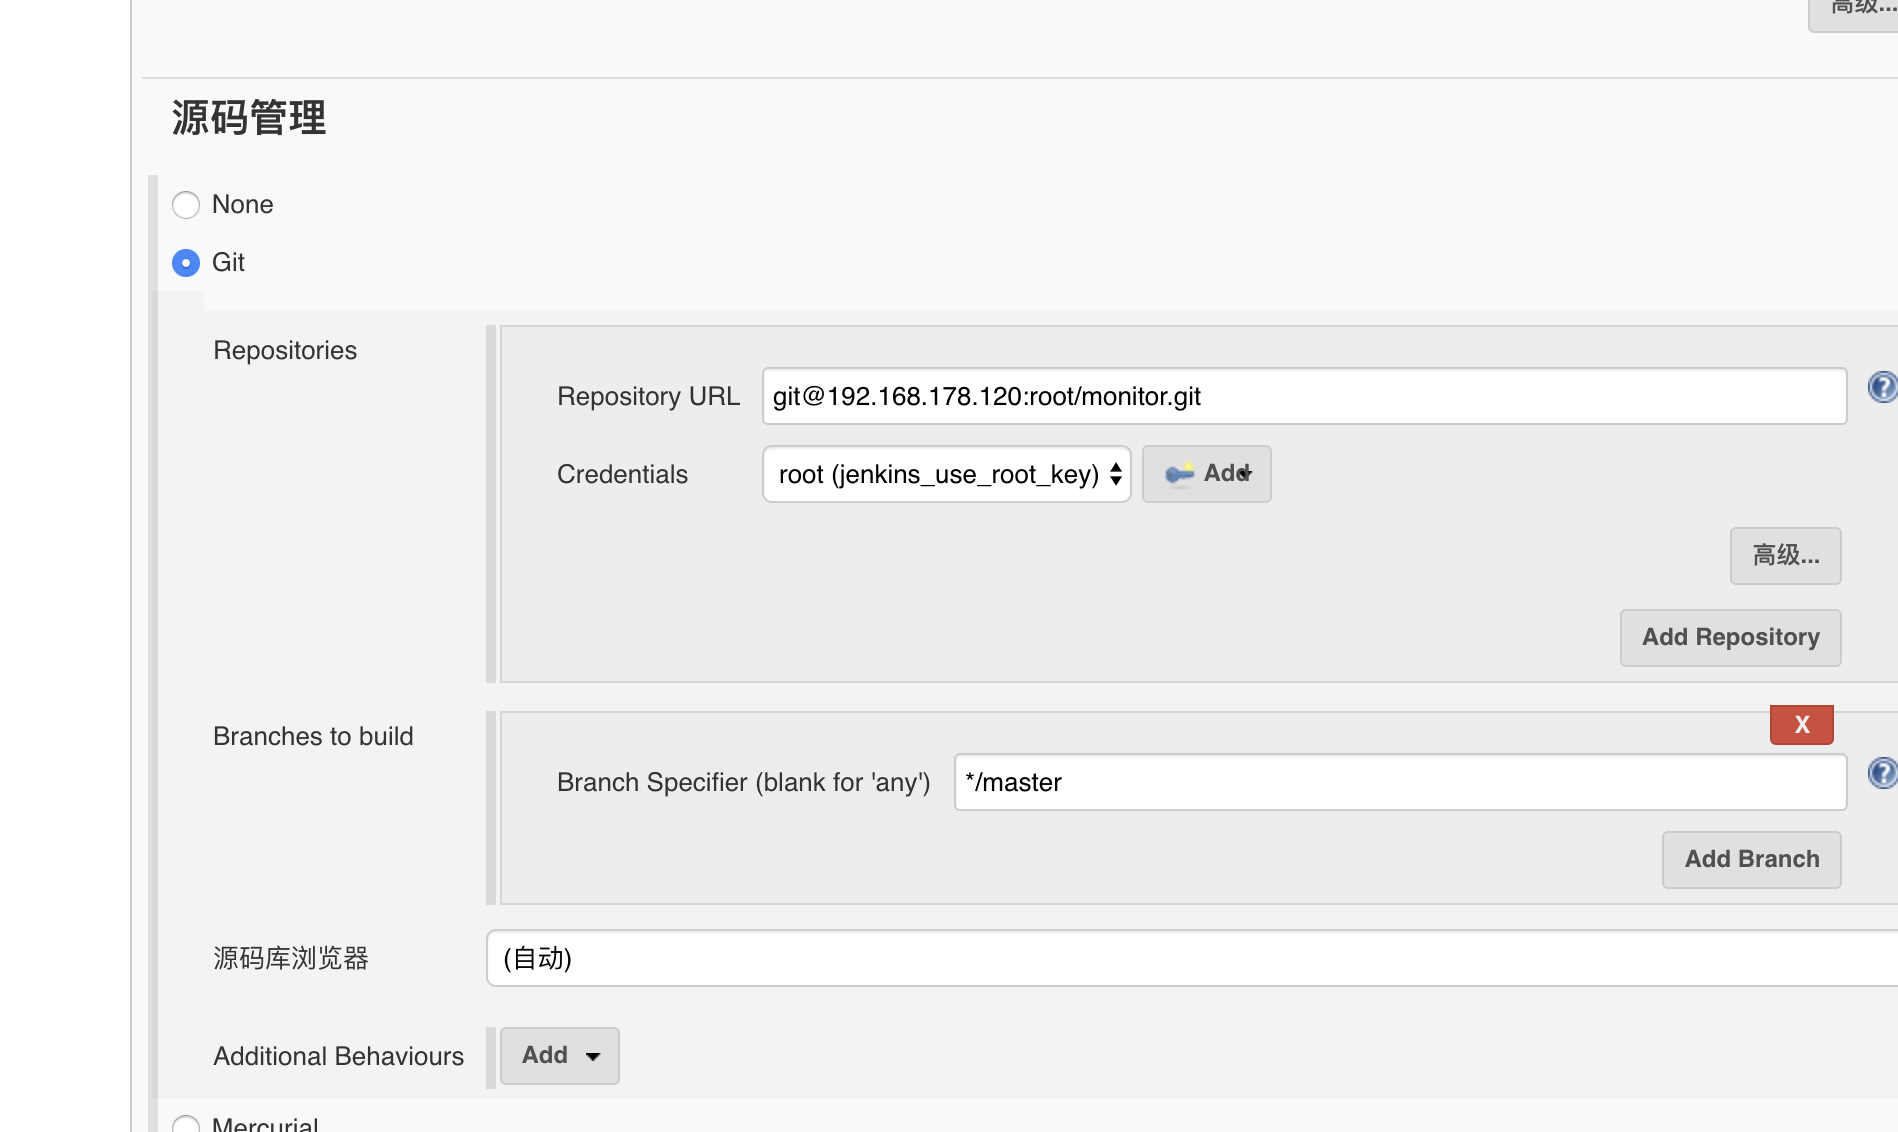 高级...
源码管理
None
Git
Repositories
Repository URL git@192.168.178.120:root/monitor.git
Credentials root (jenkins_use_root_key) Add
高级...
Add Repository
X
Branches to build
Branch Specifier (blank for 'any') */master
Add Branch
源码库浏览器 (自动)
Additional Behaviours Add
Mercurial